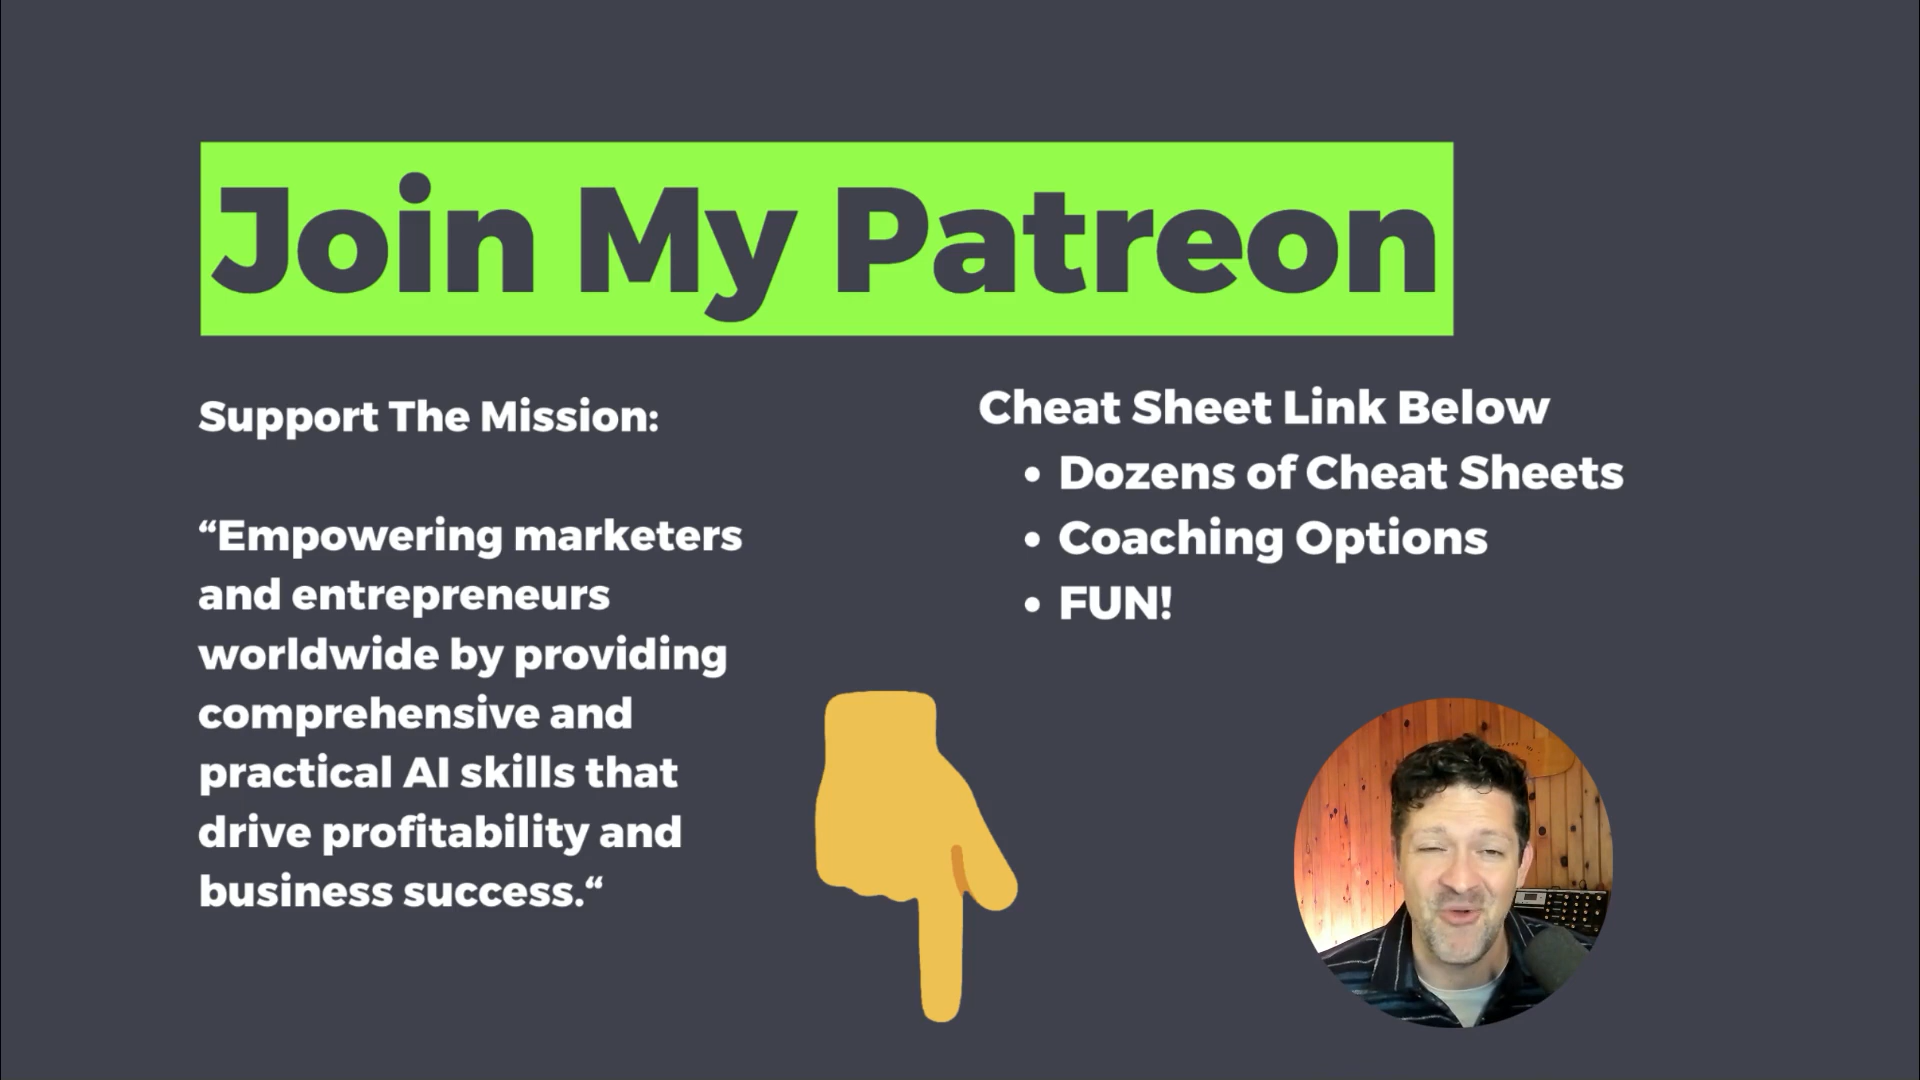 Join My Patreon
Support The Mission:
“Empowering marketers
and entrepreneurs
worldwide by providing
comprehensive and
practical AI skills that
drive profitability and
business success.“
Cheat Sheet Link Below
• Dozens of Cheat Sheets
• Coaching Options
• FUN!